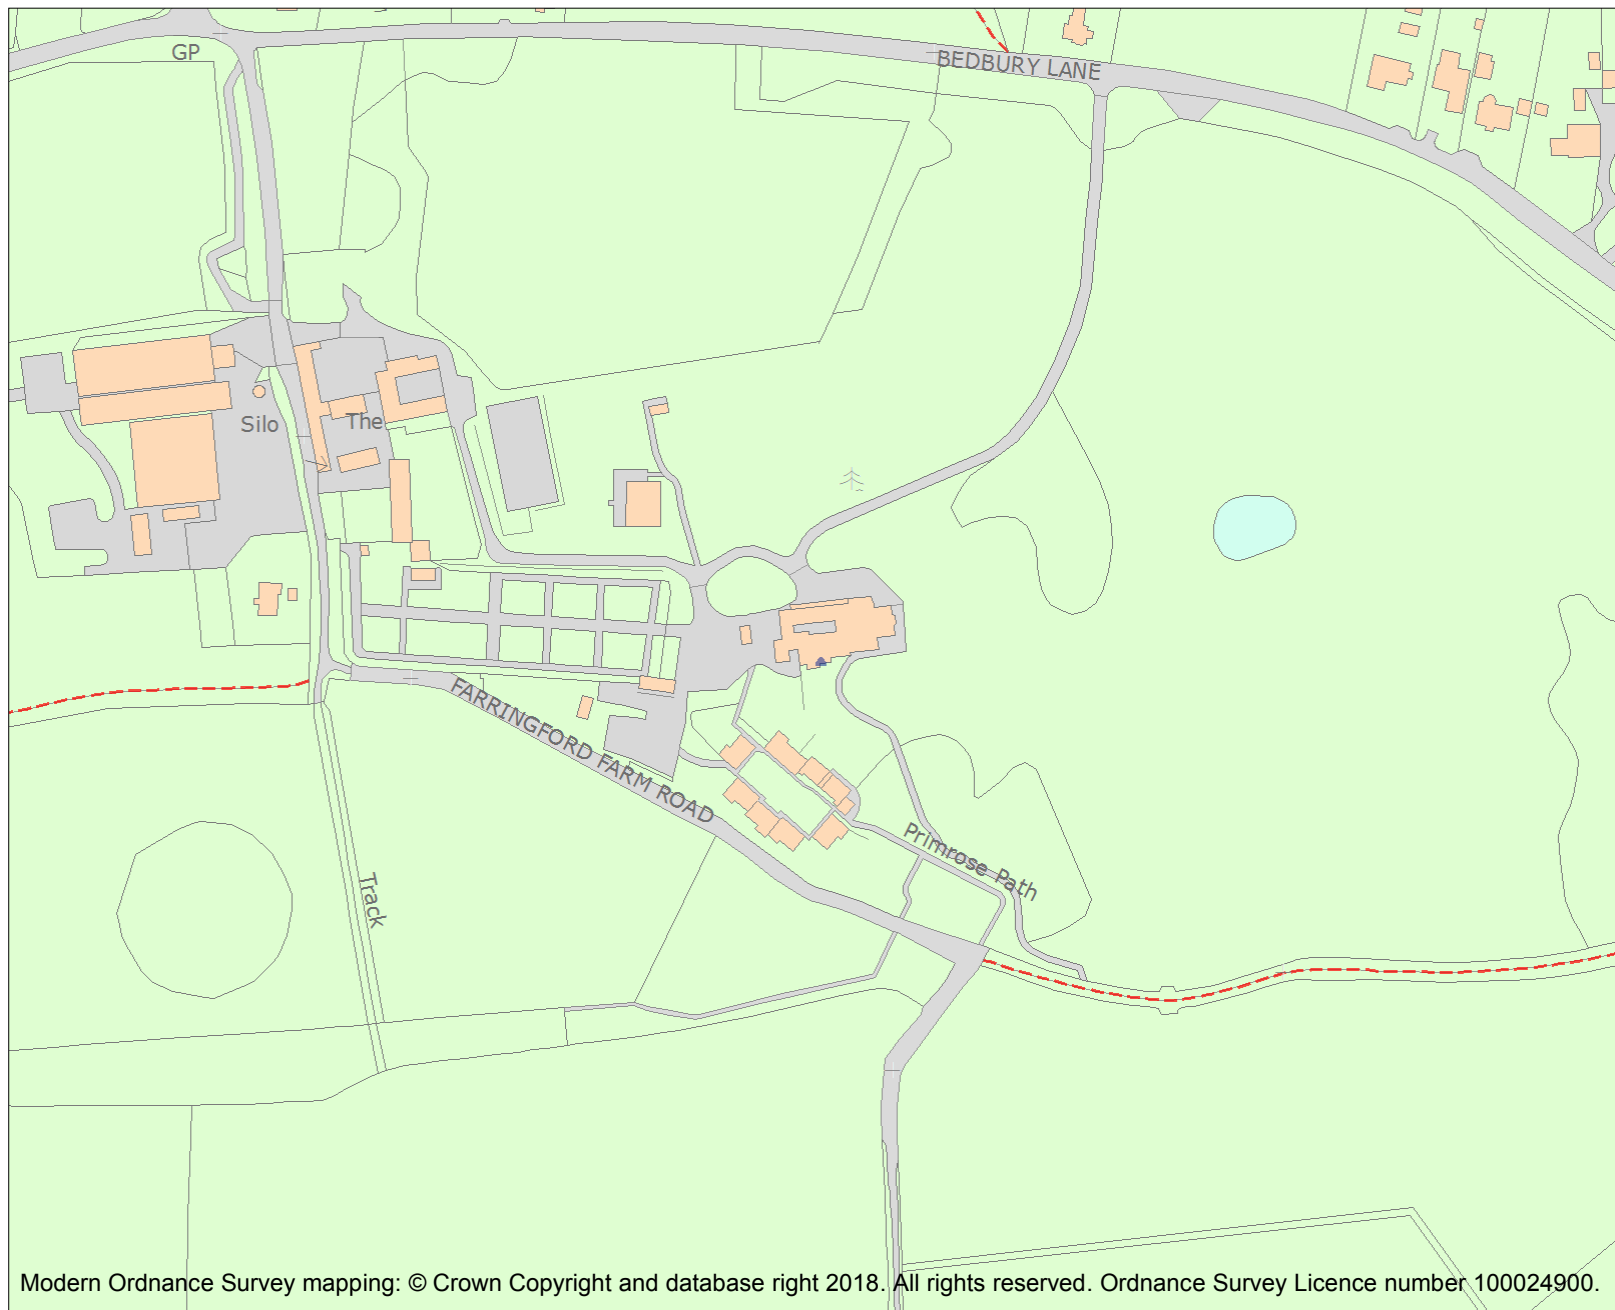 GP
BEDBURY LANE
Silo
The
FARRINGFORD FARM ROAD
Primrose Path
Track
Modern Ordnance Survey mapping: © Crown Copyright and database right 2018. All rights reserved. Ordnance Survey Licence number 100024900.